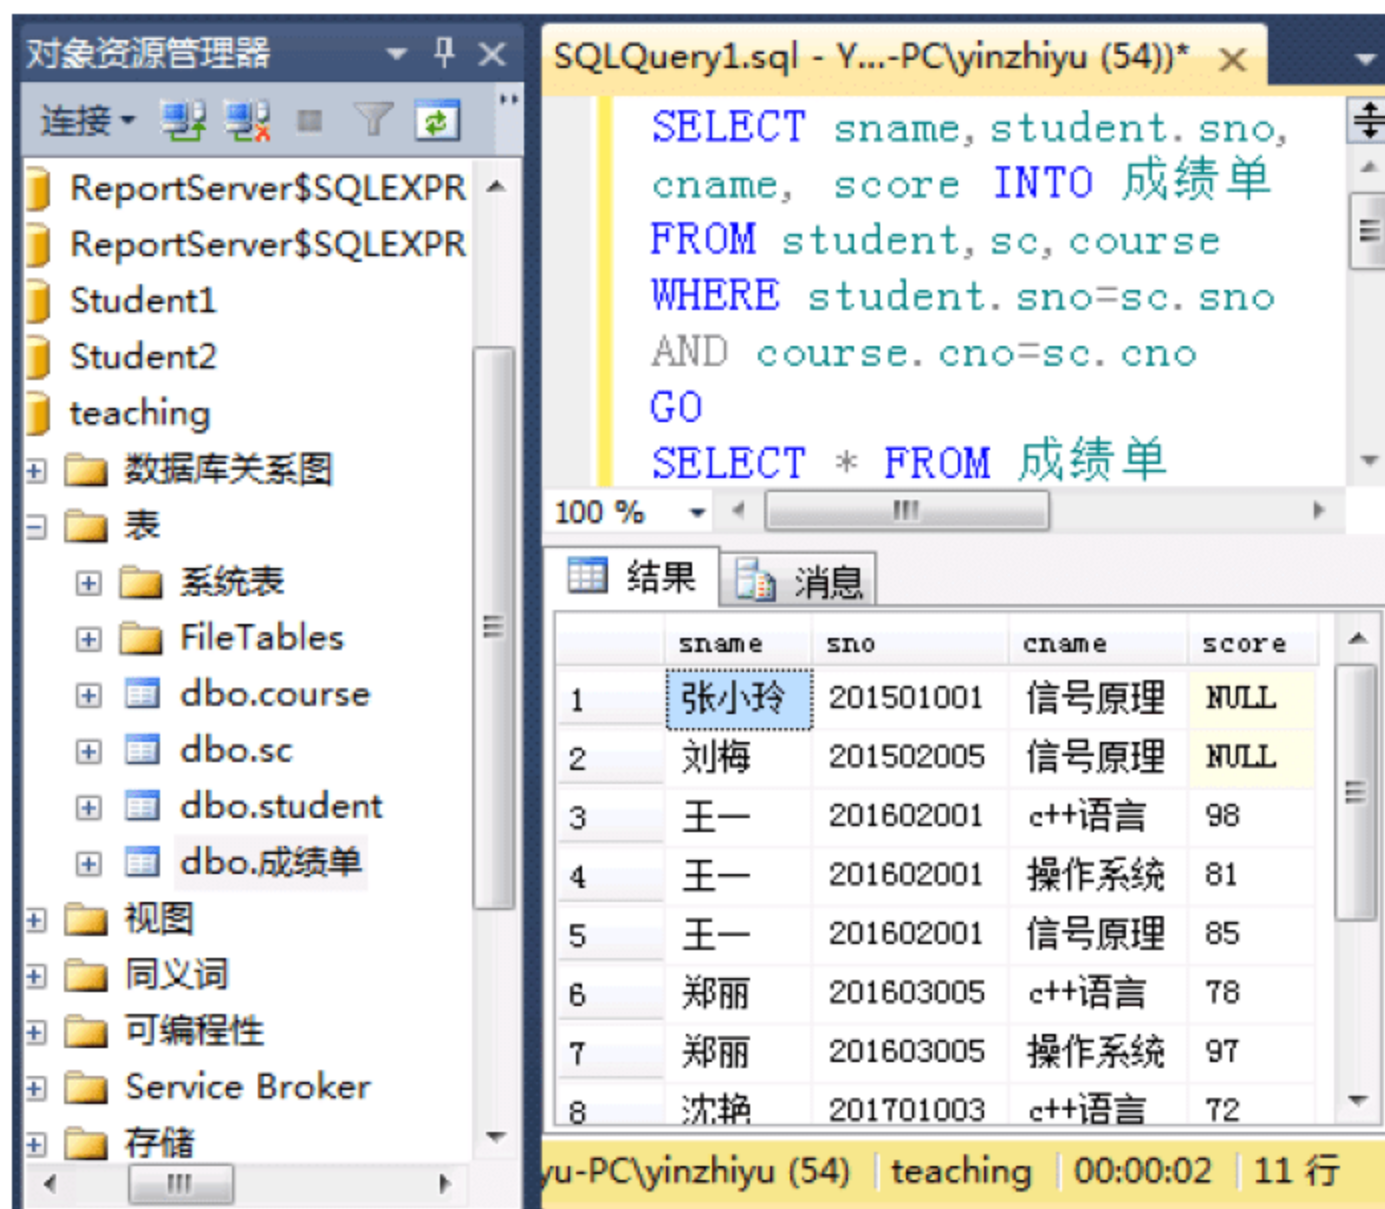 对象资源管理器
连接
ReportServer$SQLEXPR
ReportServer$SQLEXPR
Student1
Student2
teaching
数据库关系图
表
系统表
FileTables
dbo.course
dbo.sc
dbo.student
dbo.成绩单
视图
同义词
可编程性
Service Broker
存储
SQLQuery1.sql - Y...-PC\yinzhiyu (54))*
SELECT sname,student.sno,
cname, score INTO 成绩单
FROM student,sc,course
WHERE student.sno=sc.sno
AND course.cno=sc.cno
GO
SELECT * FROM 成绩单
100 %
结果 消息
sname sno cname score
1 张小玲 201501001 信号原理 NULL
2 刘梅 201502005 信号原理 NULL
3 王一 201602001 c++语言 98
4 王一 201602001 操作系统 81
5 王一 201602001 信号原理 85
6 郑丽 201603005 c++语言 78
7 郑丽 201603005 操作系统 97
8 沈艳 201701003 c++语言 72
yu-PC\yinzhiyu (54) teaching 00:00:02 11 行